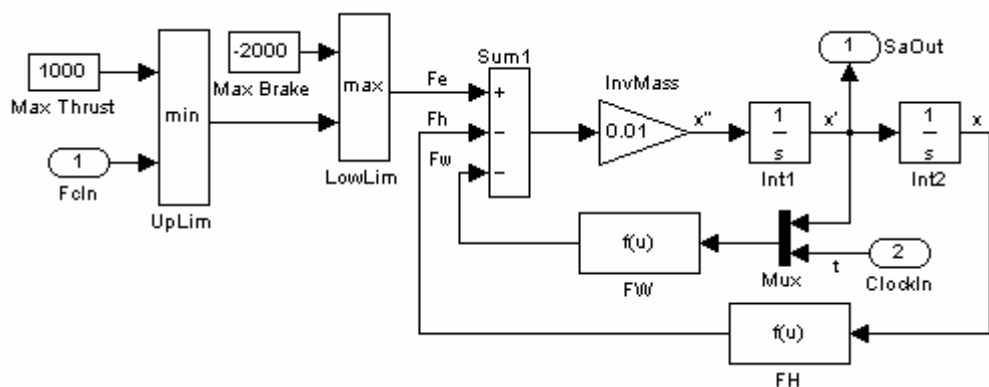 1000
Max Thrust
1
FcIn
min
UpLim
-2000
Max Brake
max
LowLim
Fe
Fh
Fw
Sum1
+
−
−
InvMass
0.01
x''
1
s
Int1
x'
1
SaOut
1
s
Int2
x
f(u)
FW
Mux
t
2
ClockIn
f(u)
FH